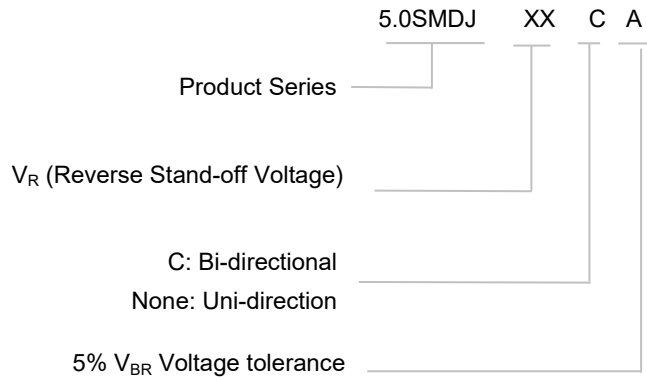 5.0SMDJ XX C A
Product Series
VR (Reverse Stand-off Voltage)
C: Bi-directional
None: Uni-direction
5% VBR Voltage tolerance